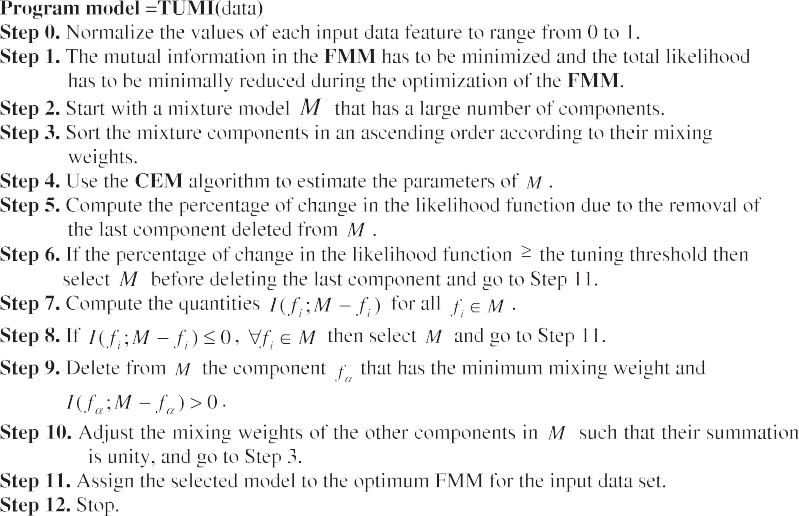 Program model =TUMI(data)
Step 0. Normalize the values of each input data feature to range from 0 to 1.
Step 1. The mutual information in the FMM has to be minimized and the total likelihood
has to be minimally reduced during the optimization of the FMM.
Step 2. Start with a mixture model M that has a large number of components.
Step 3. Sort the mixture components in an ascending order according to their mixing
weights.
Step 4. Use the CEM algorithm to estimate the parameters of M .
Step 5. Compute the percentage of change in the likelihood function due to the removal of
the last component deleted from M .
Step 6. If the percentage of change in the likelihood function ≥ the tuning threshold then
select M before deleting the last component and go to Step 11.
Step 7. Compute the quantities I(f_i;M − f_i) for all f_i ∈ M .
Step 8. If I(f_i;M − f_i) ≤ 0, ∀f_i ∈ M then select M and go to Step 11.
Step 9. Delete from M the component f_α that has the minimum mixing weight and
I(f_α;M − f_α) > 0 .
Step 10. Adjust the mixing weights of the other components in M such that their summation
is unity, and go to Step 3.
Step 11. Assign the selected model to the optimum FMM for the input data set.
Step 12. Stop.